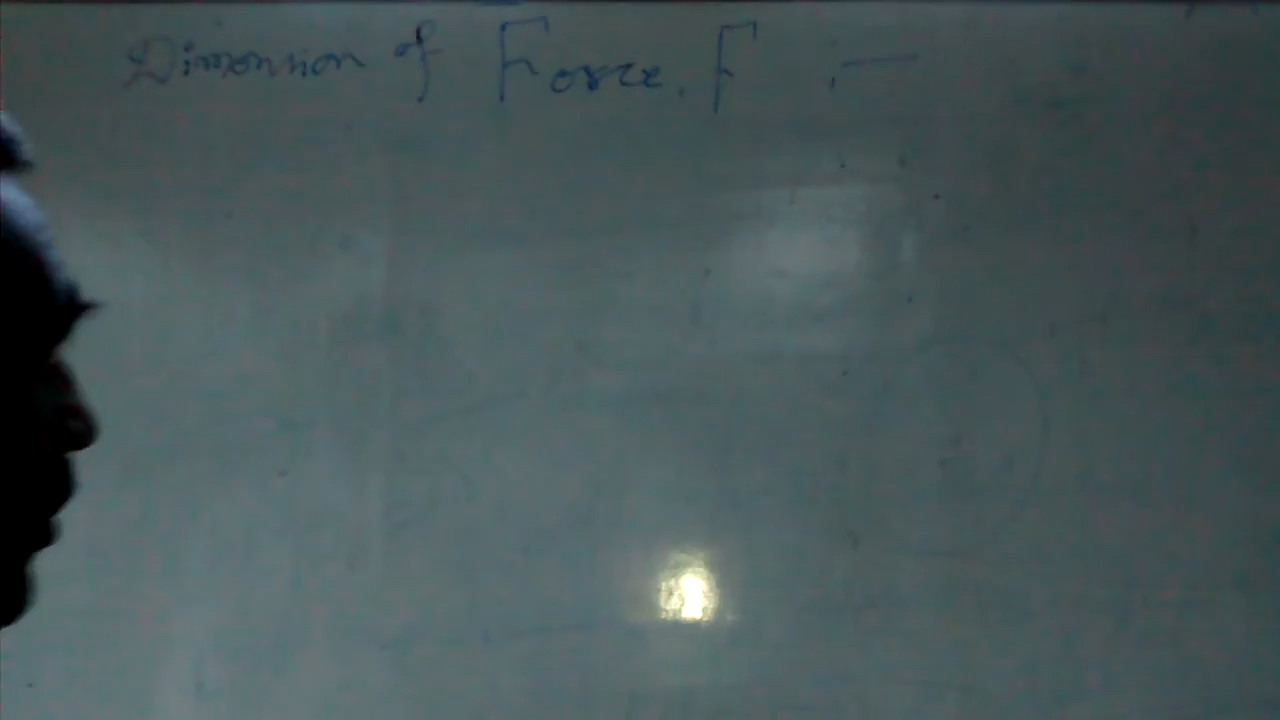 Dimension of Force, F :-